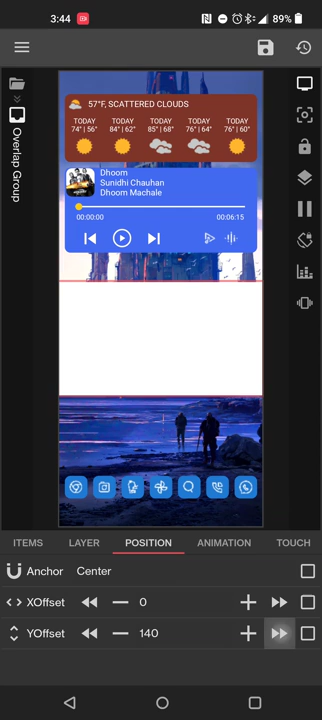 3:44
89%
57°F, SCATTERED CLOUDS
TODAY TODAY TODAY TODAY TODAY
74° | 56° 84° | 62° 85° | 68° 76° | 64° 76° | 60°
Dhoom
Sunidhi Chauhan
Dhoom Machale
00:00:00 00:06:15
Overlap Group
ITEMS LAYER POSITION ANIMATION TOUCH
Anchor Center
XOffset 0
YOffset 140